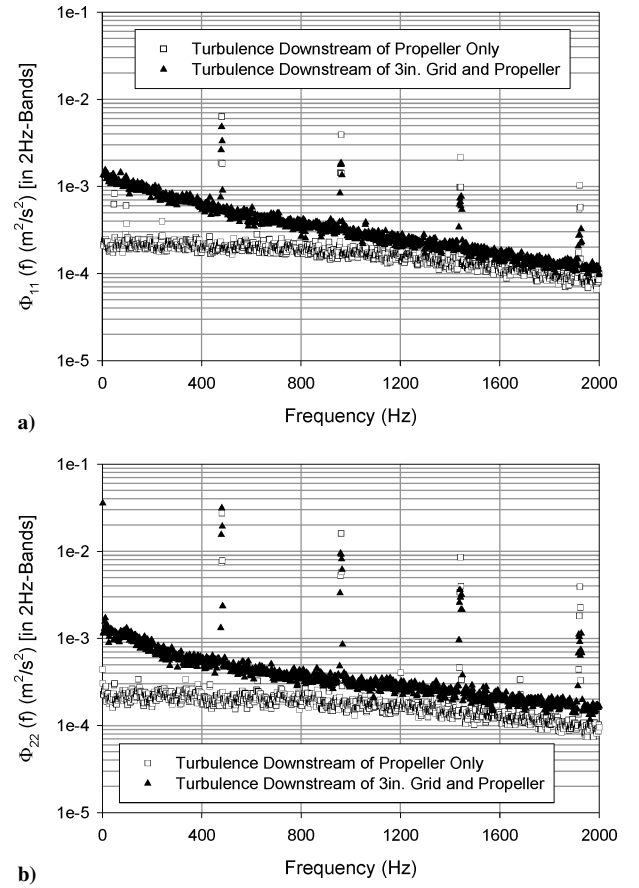 1e-1
Turbulence Downstream of Propeller Only
Turbulence Downstream of 3in. Grid and Propeller
1e-2
1e-3
1e-4
1e-5
Φ11 (f) (m²/s²) [in 2Hz-Bands]
0 400 800 1200 1600 2000
Frequency (Hz)
a)
1e-1
1e-2
1e-3
1e-4
Turbulence Downstream of Propeller Only
Turbulence Downstream of 3in. Grid and Propeller
1e-5
Φ22 (f) (m²/s²) [in 2Hz-Bands]
0 400 800 1200 1600 2000
Frequency (Hz)
b)